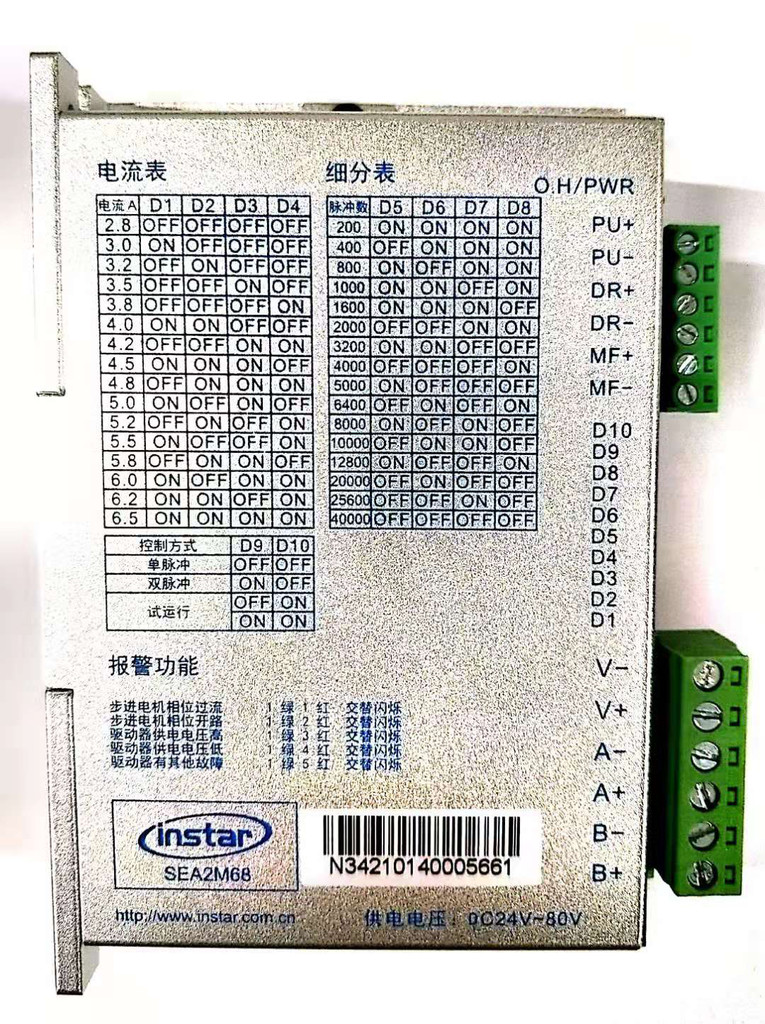 电流表
电流 A D1 D2 D3 D4
2.8 OFF OFF OFF OFF
3.0 ON OFF OFF OFF
3.2 OFF ON OFF OFF
3.5 OFF OFF ON OFF
3.8 OFF OFF OFF ON
4.0 ON ON OFF OFF
4.2 OFF OFF ON ON
4.5 ON ON ON OFF
4.8 OFF ON ON ON
5.0 ON OFF ON OFF
5.2 OFF ON OFF ON
5.5 ON OFF OFF ON
5.8 OFF ON ON OFF
6.0 ON OFF ON ON
6.2 ON ON OFF ON
6.5 ON ON ON ON
细分表
脉冲数 D5 D6 D7 D8
200 ON ON ON ON
400 OFF ON ON ON
800 ON OFF ON ON
1000 ON ON OFF ON
1600 ON ON ON OFF
2000 OFF OFF ON ON
3200 ON ON OFF OFF
4000 OFF
5000
6400 OFF ON OFF ON
8000 ON OFF ON OFF
10000 OFF OFF OFF ON
12800 ON OFF OFF
20000 OFF ON OFF OFF
25600 OFF OFF ON OFF
40000 OFF OFF OFF OFF
控制方式 D9 D10
单脉冲 OFF OFF
双脉冲 ON OFF
试运行 OFF ON
ON ON
报警功能
步进电机相位过流 1 绿 1 红 交替闪烁
步进电机相位开路 1 绿 2 红 交替闪烁
驱动器供电电压高 1 绿 3 红 交替闪烁
驱动器供电电压低 1 绿 4 红 交替闪烁
驱动器有其他故障 1 绿 5 红 交替闪烁
instar
SEA2M68
N34210140005661
http://www.instar.com.cn
供电电压：DC24V~80V
O.H/PWR
PU+
PU-
DR+
DR-
MF+
MF-
D10
D9
D8
D7
D6
D5
D4
D3
D2
D1
V-
V+
A-
A+
B-
B+